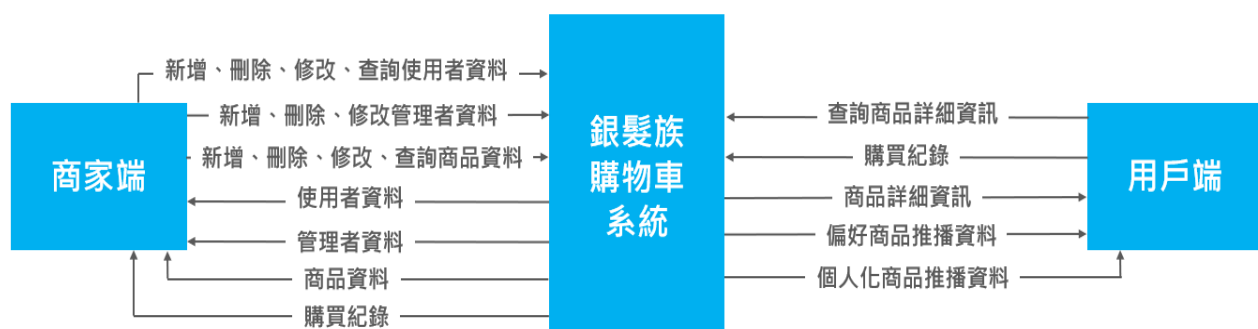 商家端
新增、刪除、修改、查詢使用者資料
新增、刪除、修改管理者資料
新增、刪除、修改、查詢商品資料
使用者資料
管理者資料
商品資料
購買紀錄
銀髮族
購物車
系統
查詢商品詳細資訊
購買紀錄
商品詳細資訊
偏好商品推播資料
個人化商品推播資料
用戶端